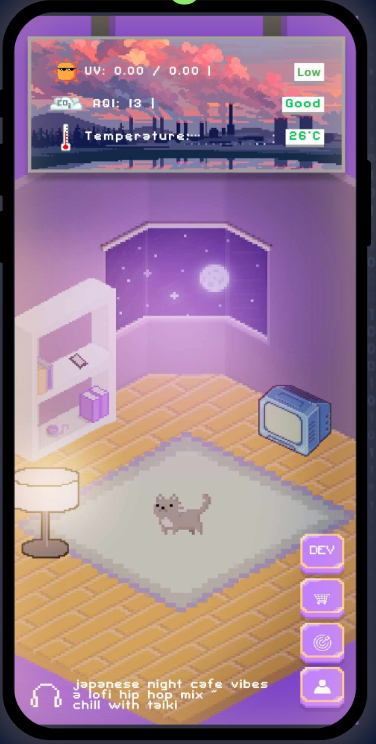 UV: 0.00 / 0.00 | Low
CO₂ AQI: 13 | Good
Temperature: 26°C
DEV
japanese night cafe vibes
a lofi hip hop mix ~
chill with taiki